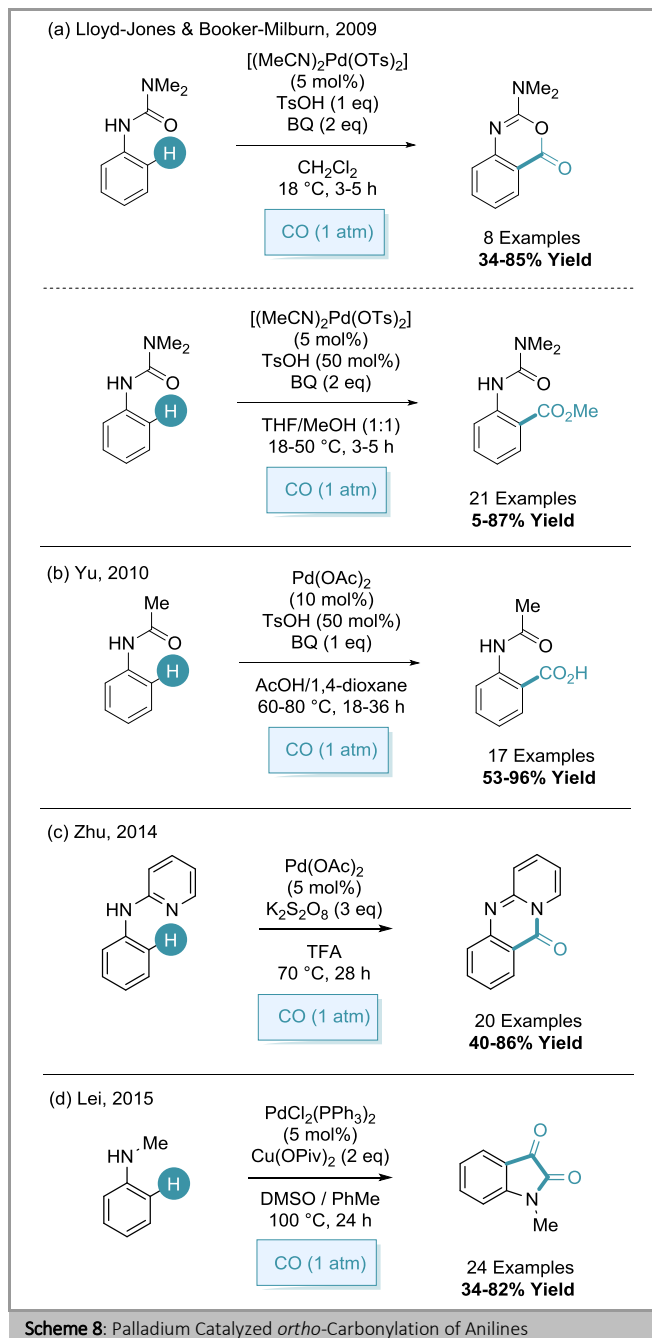 (a) Lloyd-Jones & Booker-Milburn, 2009
NMe₂
HN
O
H
[(MeCN)₂Pd(OTs)₂]
(5 mol%)
TsOH (1 eq)
BQ (2 eq)
CH₂Cl₂
18 °C, 3-5 h
CO (1 atm)
NMe₂
N
O
O
8 Examples
34-85% Yield
NMe₂
HN
O
H
[(MeCN)₂Pd(OTs)₂]
(5 mol%)
TsOH (50 mol%)
BQ (2 eq)
THF/MeOH (1:1)
18-50 °C, 3-5 h
CO (1 atm)
NMe₂
HN
O
CO₂Me
21 Examples
5-87% Yield
(b) Yu, 2010
Me
HN
O
H
Pd(OAc)₂
(10 mol%)
TsOH (50 mol%)
BQ (1 eq)
AcOH/1,4-dioxane
60-80 °C, 18-36 h
CO (1 atm)
Me
HN
O
CO₂H
17 Examples
53-96% Yield
(c) Zhu, 2014
HN
N
H
Pd(OAc)₂
(5 mol%)
K₂S₂O₈ (3 eq)
TFA
70 °C, 28 h
CO (1 atm)
N
N
O
20 Examples
40-86% Yield
(d) Lei, 2015
HN
Me
H
PdCl₂(PPh₃)₂
(5 mol%)
Cu(OPiv)₂ (2 eq)
DMSO / PhMe
100 °C, 24 h
CO (1 atm)
O
O
N
Me
24 Examples
34-82% Yield
Scheme 8: Palladium Catalyzed ortho-Carbonylation of Anilines